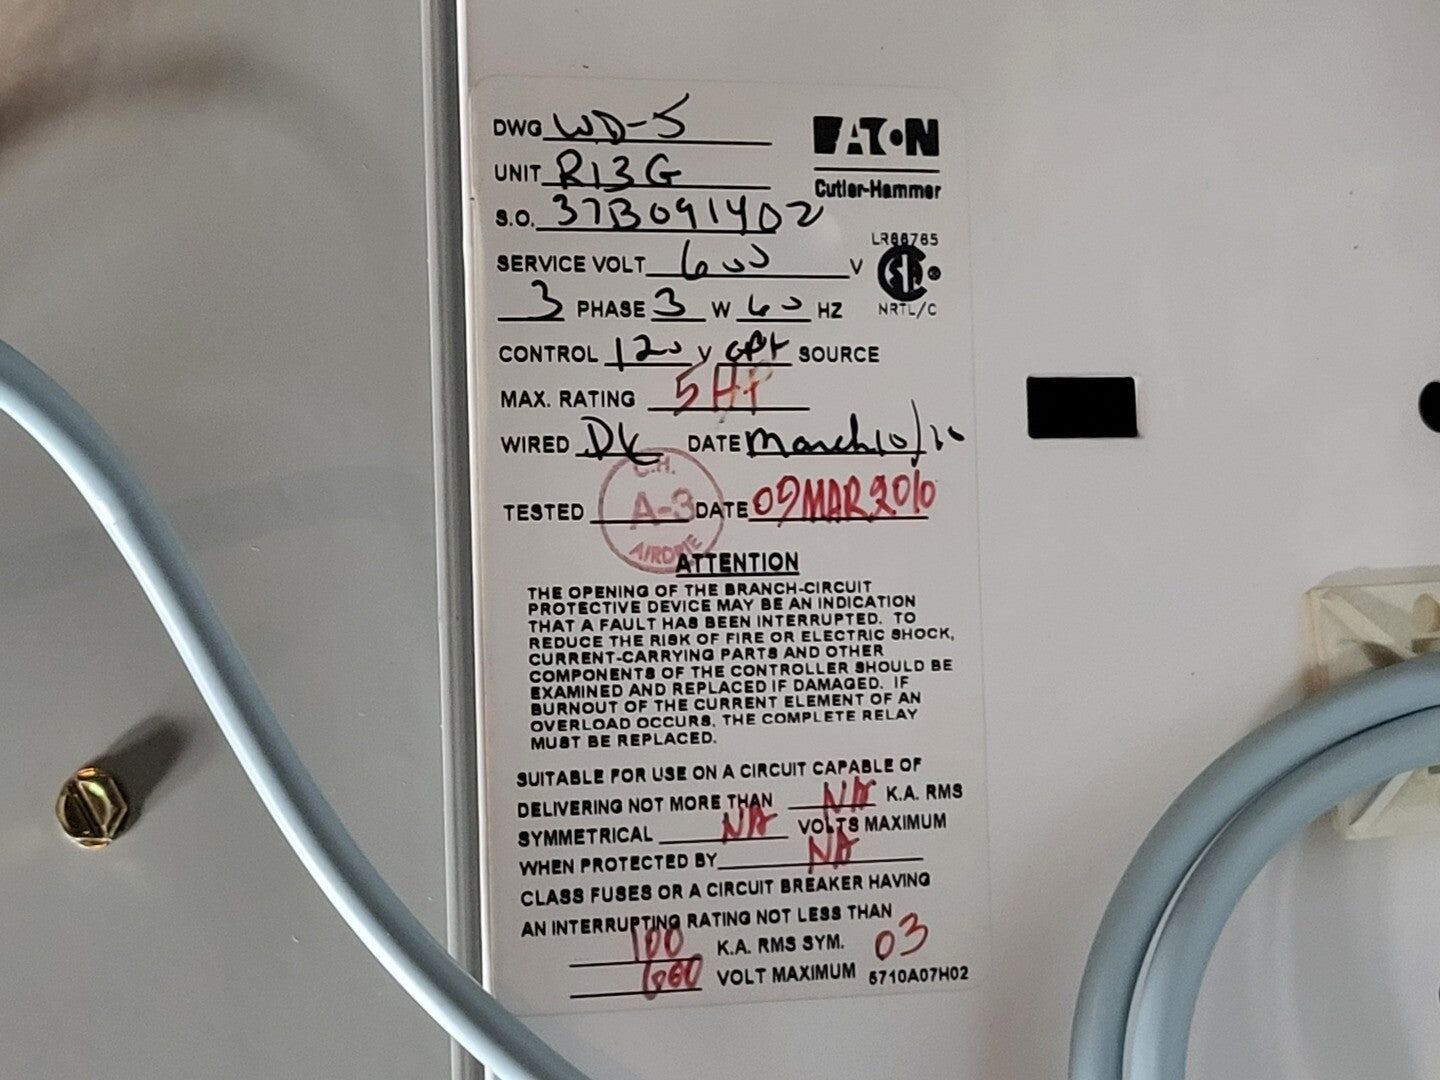 DWG WD-5
EATON
UNIT R13G
Cutler-Hammer
S.O. 37B091402
LR88765
SERVICE VOLT 600 V
NRTL/C
3 PHASE 3 W 60 HZ
CONTROL 120 V CPT SOURCE
MAX. RATING 5HP
WIRED DK DATE March10/10
C.H.
A-3
AIRDRIE
TESTED DATE 09MAR2010
ATTENTION
THE OPENING OF THE BRANCH-CIRCUIT
PROTECTIVE DEVICE MAY BE AN INDICATION
THAT A FAULT HAS BEEN INTERRUPTED. TO
REDUCE THE RISK OF FIRE OR ELECTRIC SHOCK,
CURRENT-CARRYING PARTS AND OTHER
COMPONENTS OF THE CONTROLLER SHOULD BE
EXAMINED AND REPLACED IF DAMAGED. IF
BURNOUT OF THE CURRENT ELEMENT OF AN
OVERLOAD OCCURS, THE COMPLETE RELAY
MUST BE REPLACED.
SUITABLE FOR USE ON A CIRCUIT CAPABLE OF
DELIVERING NOT MORE THAN NA K.A. RMS
SYMMETRICAL NA VOLTS MAXIMUM
WHEN PROTECTED BY NA
CLASS FUSES OR A CIRCUIT BREAKER HAVING
AN INTERRUPTING RATING NOT LESS THAN
100 K.A. RMS SYM. 03
600 VOLT MAXIMUM 5710A07H02